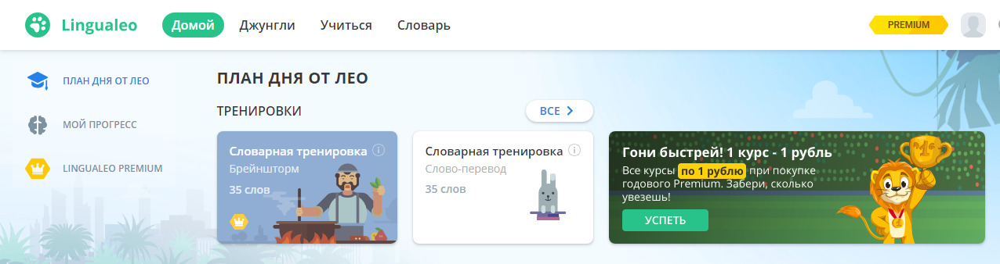 Lingualeo
Домой
Джунгли
Учиться
Словарь
PREMIUM
ПЛАН ДНЯ ОТ ЛЕО
МОЙ ПРОГРЕСС
LINGUALEO PREMIUM
ПЛАН ДНЯ ОТ ЛЕО
ТРЕНИРОВКИ
ВСЕ
Словарная тренировка
Брейншторм
35 слов
Словарная тренировка
Слово-перевод
35 слов
Гони быстрей! 1 курс - 1 рубль
Все курсы по 1 рублю при покупке
годового Premium. Забери, сколько
увезешь!
УСПЕТЬ
1